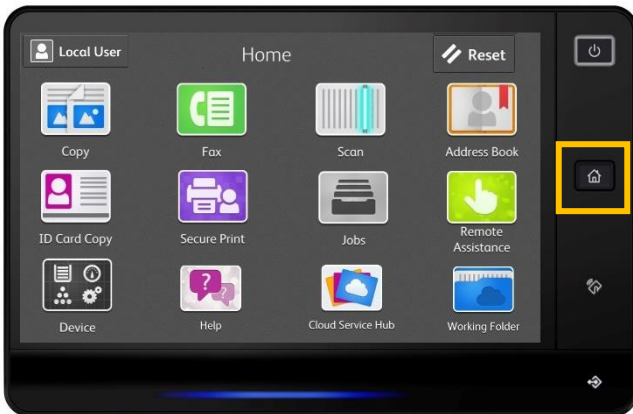 Local User
Home
Reset
Copy
Fax
Scan
Address Book
ID Card Copy
Secure Print
Jobs
Remote
Assistance
Device
Help
Cloud Service Hub
Working Folder